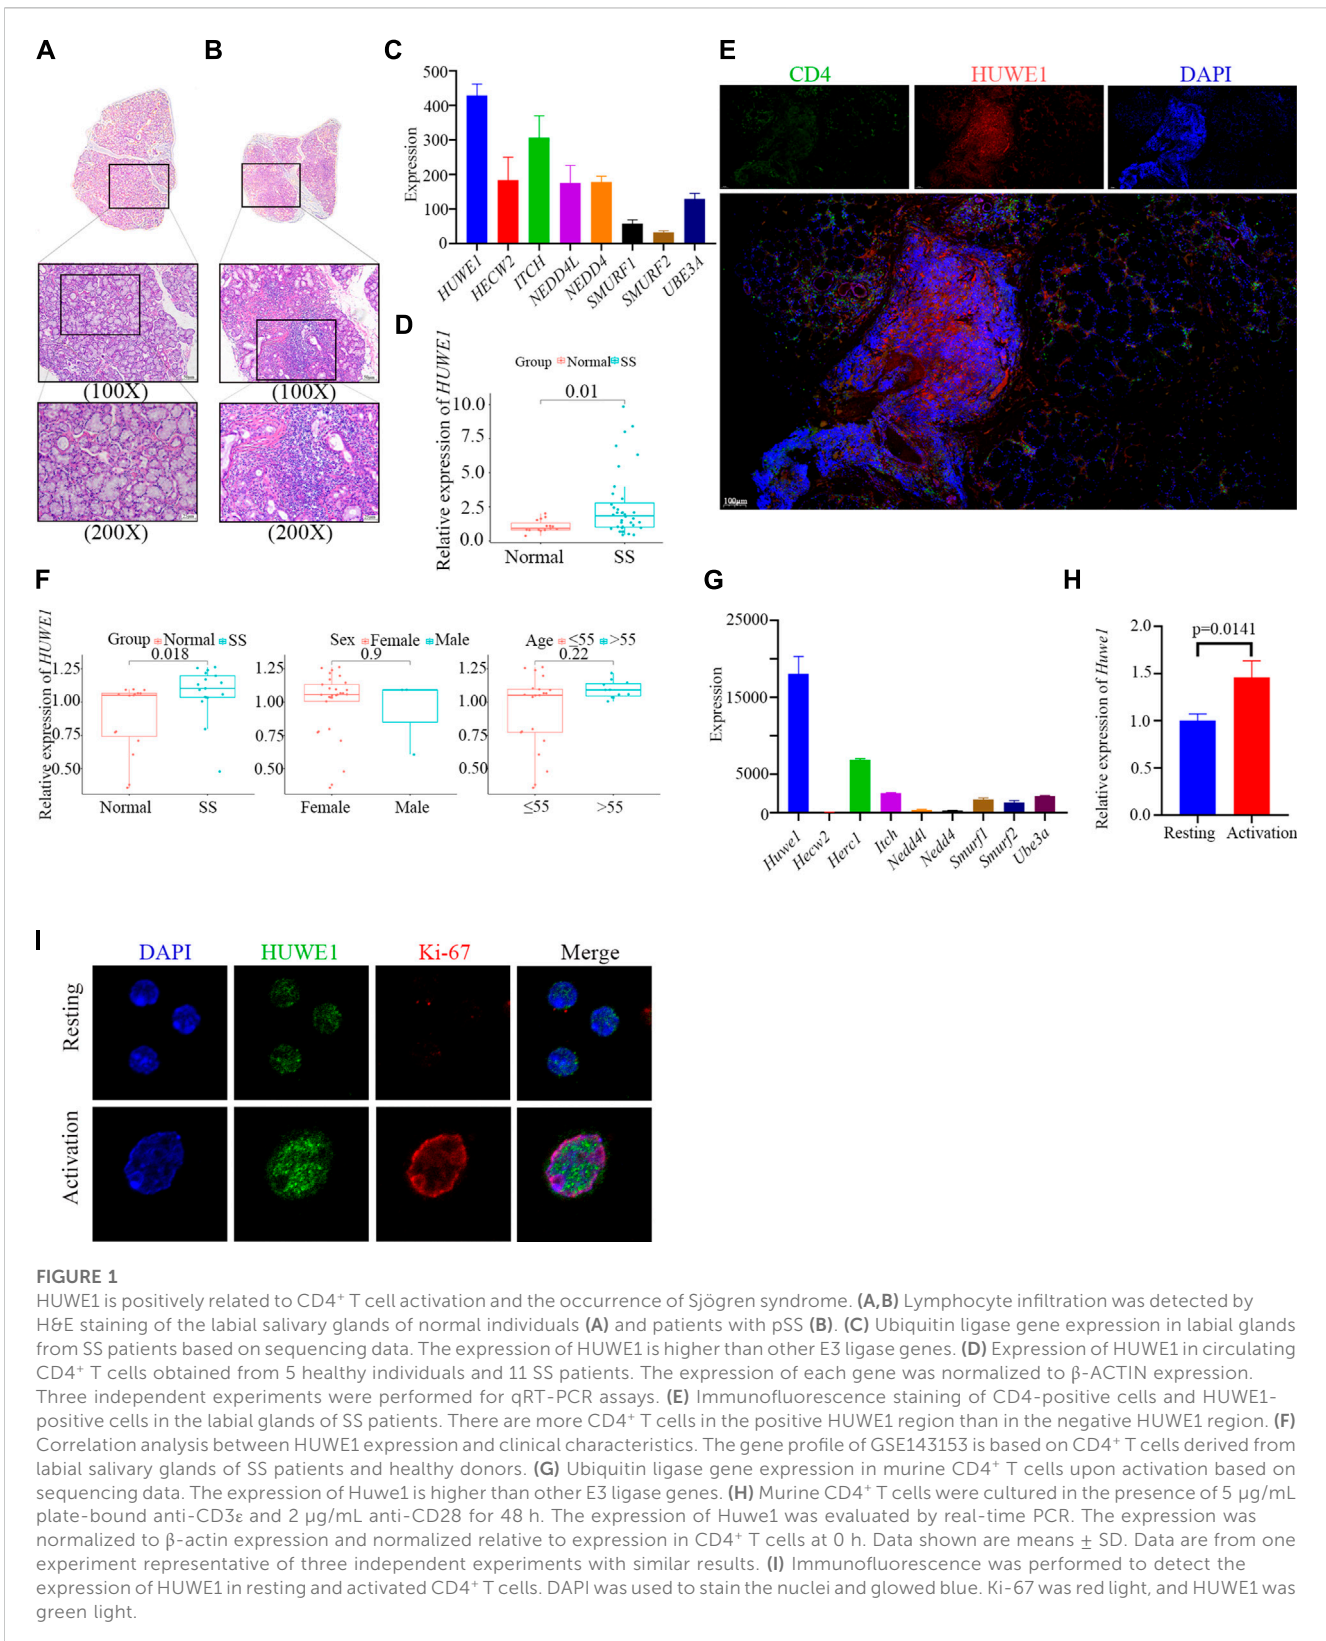 A
B
(100X)
(200X)
(100X)
(200X)
C
Expression
500
400
300
200
100
0
HUWE1
HECW2
ITCH
NEDD4L
NEDD4
SMURF1
SMURF2
UBE3A
D
Relative expression of HUWE1
Group Normal SS
0.01
10.0
7.5
5.0
2.5
0.0
Normal SS
E
CD4 HUWE1 DAPI
100μm
F
Relative expression of HUWE1
Group Normal SS
0.018
1.25
1.00
0.75
0.50
Normal SS
Sex Female Male
0.9
1.25
1.00
0.75
0.50
Female Male
Age ≤55 >55
0.22
1.25
1.00
0.75
0.50
≤55 >55
G
Expression
25000
15000
5000
0
Huwe1
Hecw2
Herc1
Itch
Nedd4l
Nedd4
Smurf1
Smurf2
Ube3a
H
Relative expression of Huwe1
p=0.0141
2.0
1.5
1.0
0.5
0.0
Resting Activation
I
DAPI HUWE1 Ki-67 Merge
Resting
Activation
FIGURE 1
HUWE1 is positively related to CD4⁺ T cell activation and the occurrence of Sjögren syndrome. (A,B) Lymphocyte infiltration was detected by
H&E staining of the labial salivary glands of normal individuals (A) and patients with pSS (B). (C) Ubiquitin ligase gene expression in labial glands
from SS patients based on sequencing data. The expression of HUWE1 is higher than other E3 ligase genes. (D) Expression of HUWE1 in circulating
CD4⁺ T cells obtained from 5 healthy individuals and 11 SS patients. The expression of each gene was normalized to β-ACTIN expression.
Three independent experiments were performed for qRT-PCR assays. (E) Immunofluorescence staining of CD4-positive cells and HUWE1-
positive cells in the labial glands of SS patients. There are more CD4⁺ T cells in the positive HUWE1 region than in the negative HUWE1 region. (F)
Correlation analysis between HUWE1 expression and clinical characteristics. The gene profile of GSE143153 is based on CD4⁺ T cells derived from
labial salivary glands of SS patients and healthy donors. (G) Ubiquitin ligase gene expression in murine CD4⁺ T cells upon activation based on
sequencing data. The expression of Huwe1 is higher than other E3 ligase genes. (H) Murine CD4⁺ T cells were cultured in the presence of 5 μg/mL
plate-bound anti-CD3ε and 2 μg/mL anti-CD28 for 48 h. The expression of Huwe1 was evaluated by real-time PCR. The expression was
normalized to β-actin expression and normalized relative to expression in CD4⁺ T cells at 0 h. Data shown are means ± SD. Data are from one
experiment representative of three independent experiments with similar results. (I) Immunofluorescence was performed to detect the
expression of HUWE1 in resting and activated CD4⁺ T cells. DAPI was used to stain the nuclei and glowed blue. Ki-67 was red light, and HUWE1 was
green light.